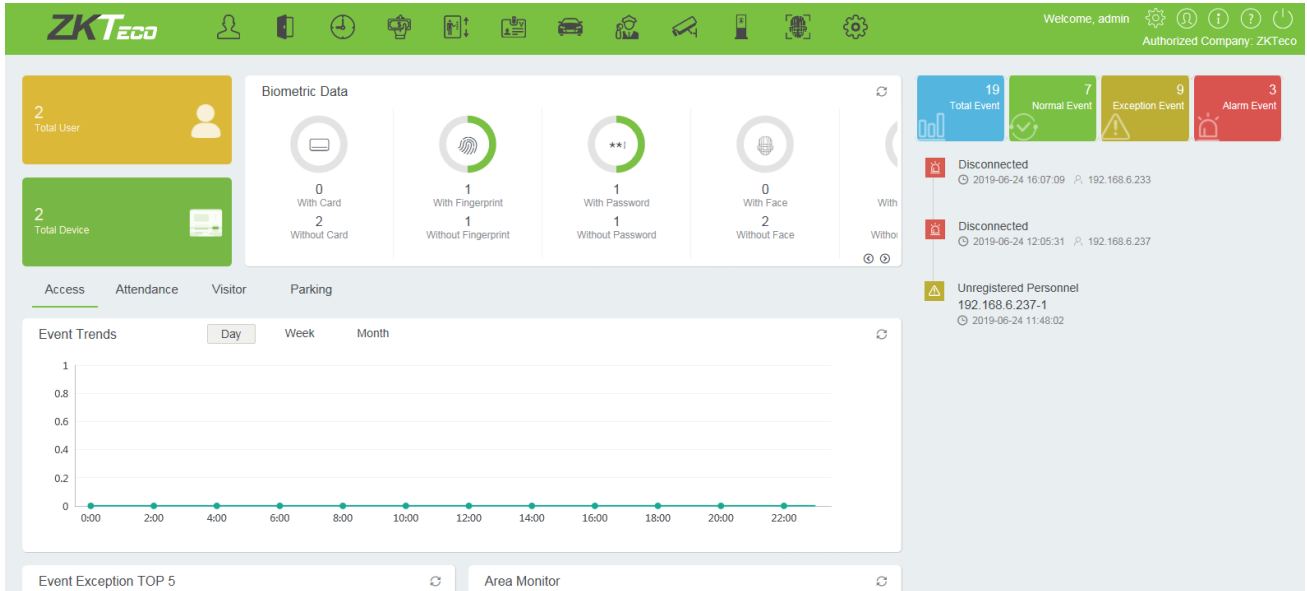 ZKTECO
Welcome, admin
Authorized Company: ZKTeco
2
Total User
2
Total Device
Biometric Data
0
With Card
2
Without Card
1
With Fingerprint
1
Without Fingerprint
**|
1
With Password
1
Without Password
0
With Face
2
Without Face
With
Witho
19
Total Event
7
Normal Event
9
Exception Event
3
Alarm Event
Disconnected
2019-06-24 16:07:09 192.168.6.233
Disconnected
2019-06-24 12:05:31 192.168.6.237
Unregistered Personnel
192.168.6.237-1
2019-06-24 11:48:02
Access Attendance Visitor Parking
Event Trends Day Week Month
1
0.8
0.6
0.4
0.2
0
0:00 2:00 4:00 6:00 8:00 10:00 12:00 14:00 16:00 18:00 20:00 22:00
Event Exception TOP 5
Area Monitor